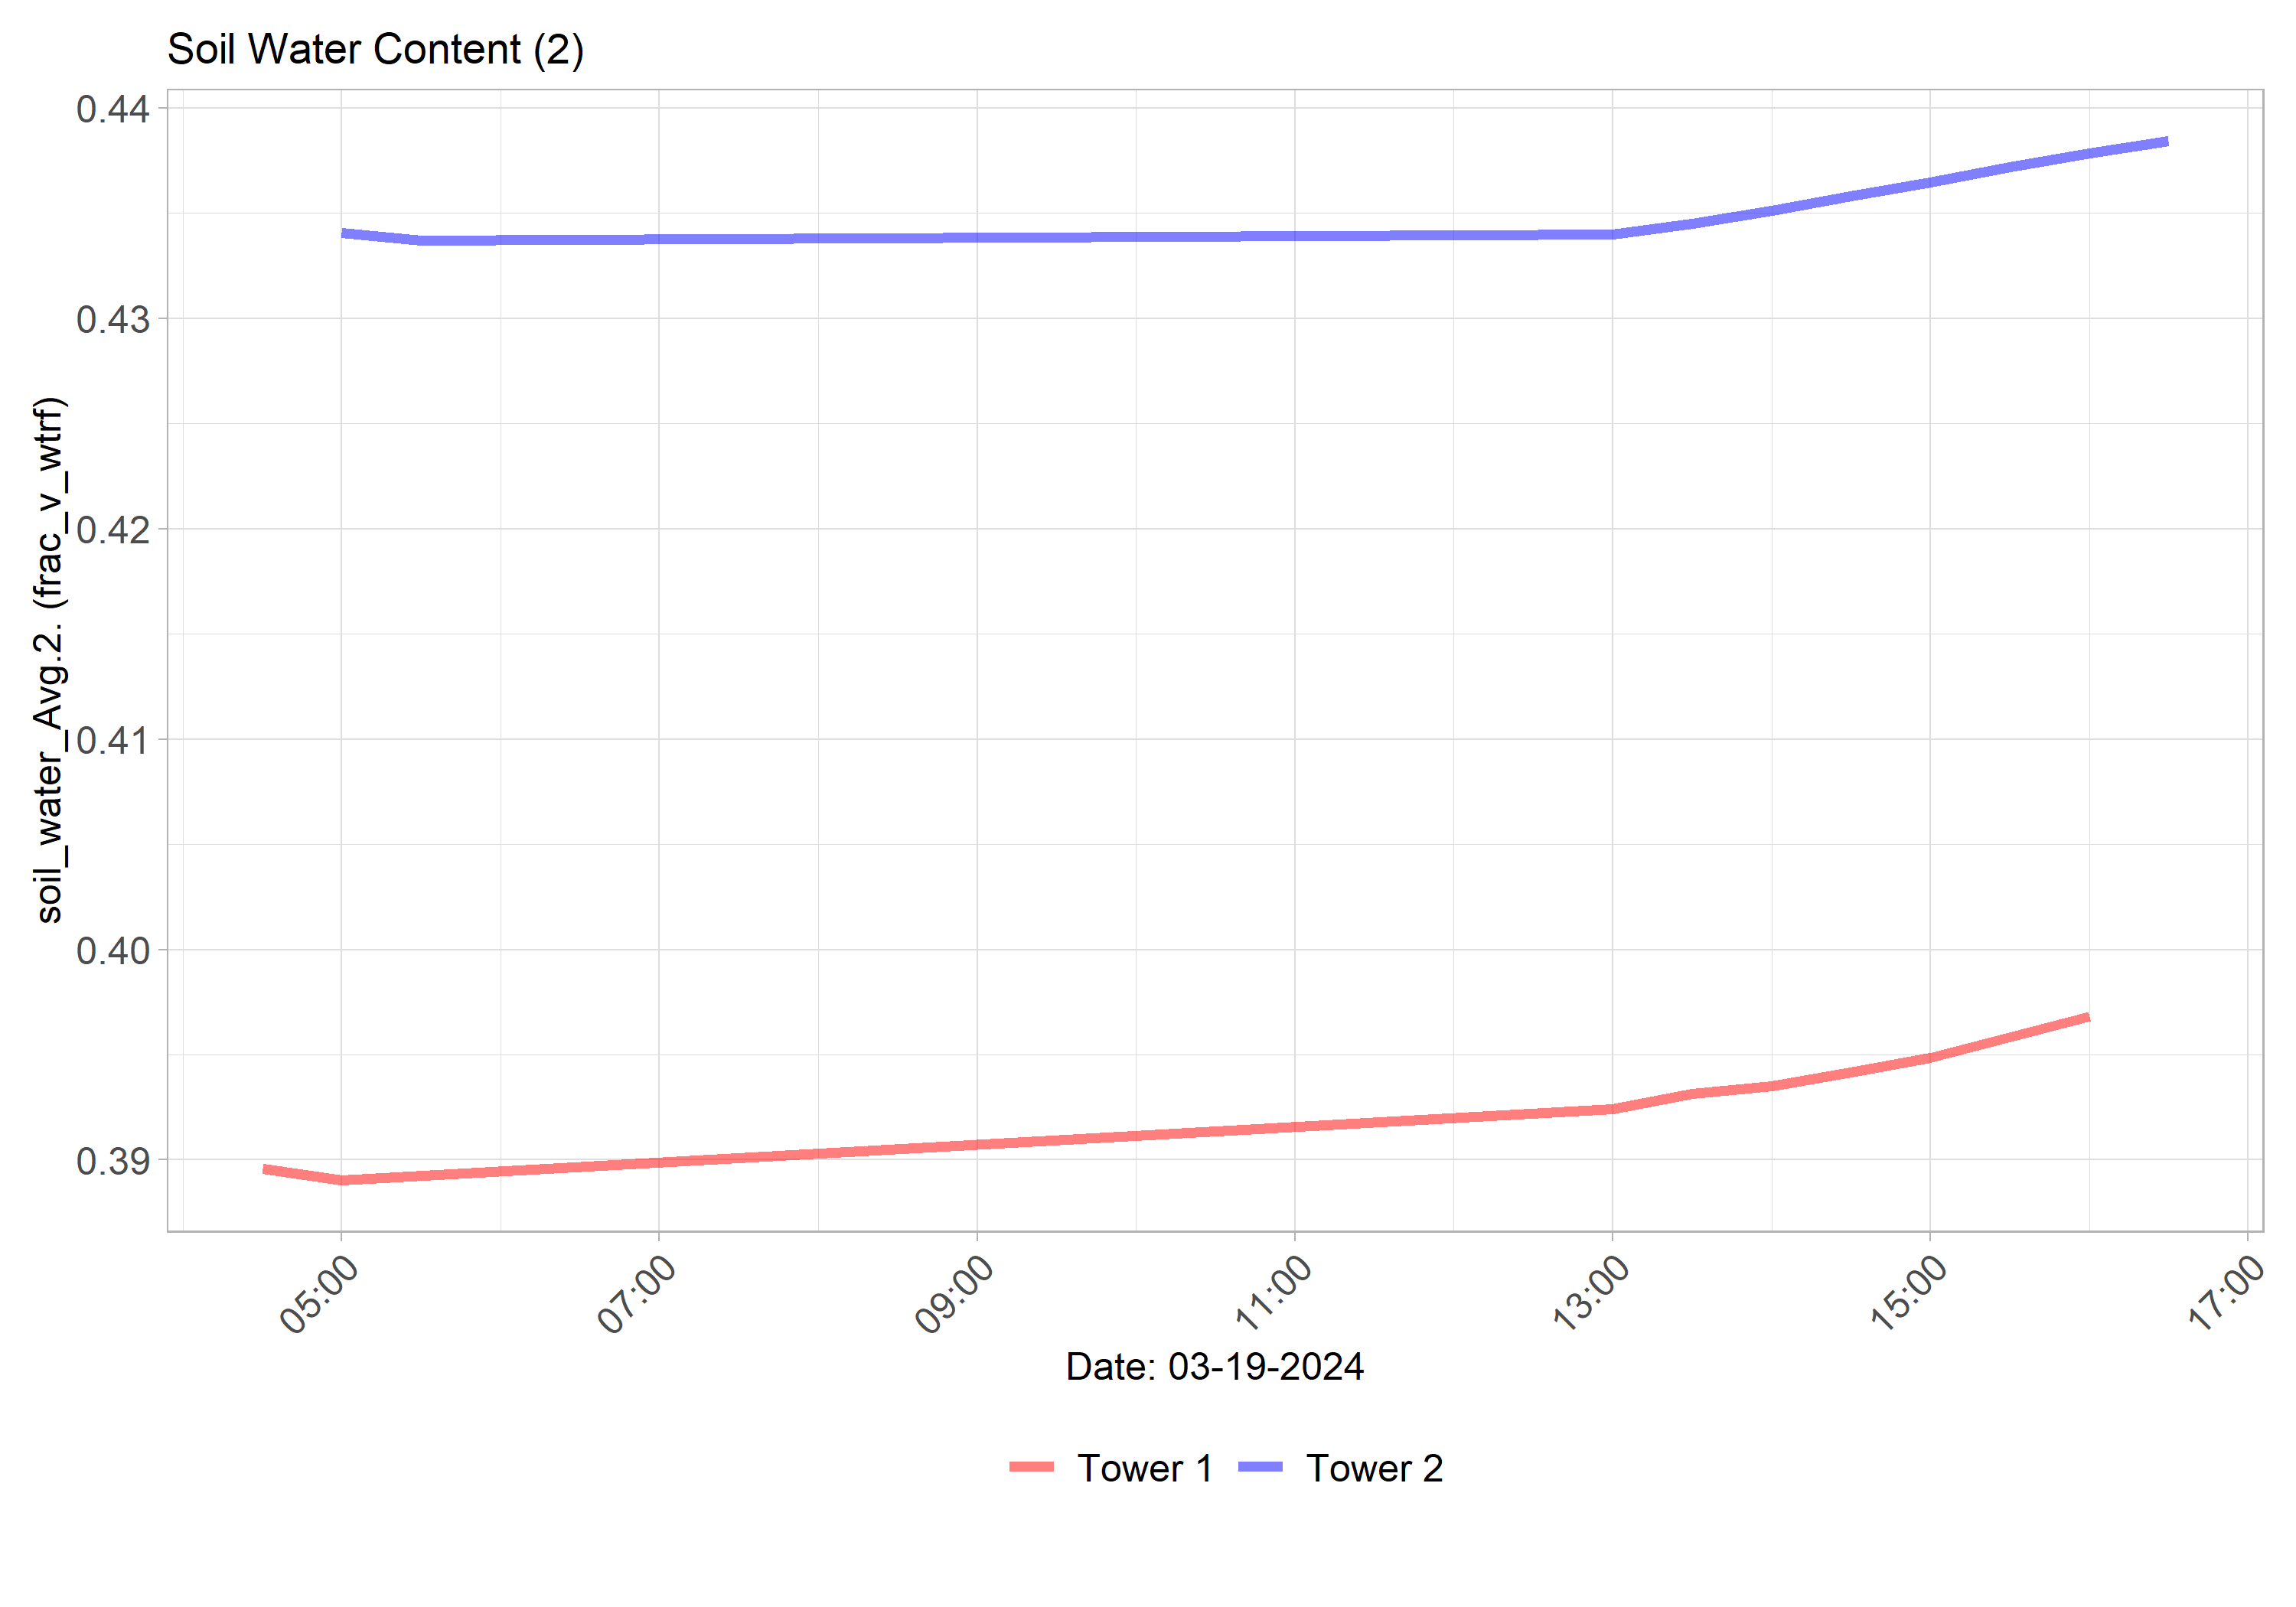 Soil Water Content (2)
soil_water_Avg.2. (frac_v_wtrf)
0.44
0.43
0.42
0.41
0.40
0.39
05:00
07:00
09:00
11:00
13:00
15:00
17:00
Date: 03-19-2024
Tower 1
Tower 2